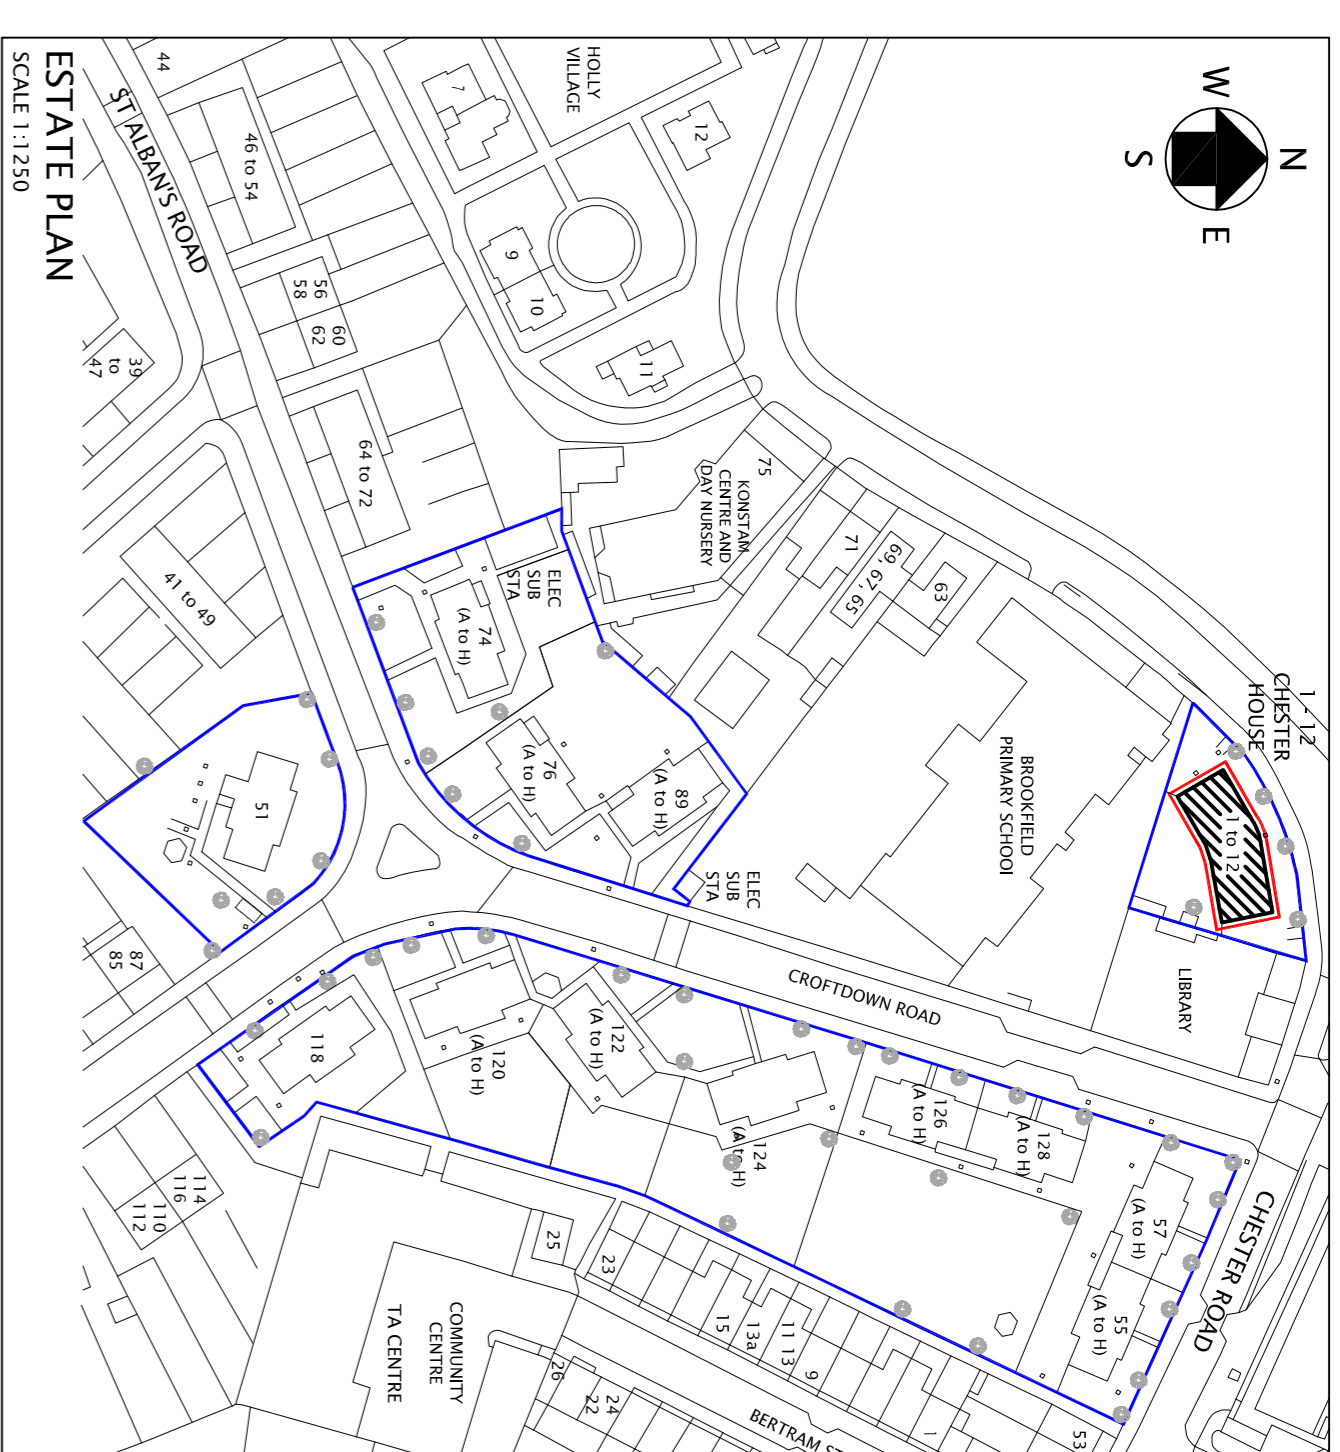 N
W
E
S
1 - 12
CHESTER
HOUSE
1 to 12
LIBRARY
CHESTER ROAD
HOLLY
VILLAGE
12
7
9
10
11
75
KONSTAM
CENTRE AND
DAY NURSERY
71
69, 67, 65
63
BROOKFIELD
PRIMARY SCHOOL
CROFTDOWN ROAD
57
(A to H)
55
(A to H)
53
128
(A to H)
126
(A to H)
124
(A to H)
122
(A to H)
120
(A to H)
118
ELEC
SUB
STA
89
(A to H)
76
(A to H)
ELEC
SUB
STA
74
(A to H)
64 to 72
60
62
56
58
46 to 54
44
ST ALBAN'S ROAD
39
to
47
41 to 49
51
87
85
114
116
110
112
25
23
15
13a
11 13
9
1
BERTRAM ST
26
24
22
COMMUNITY
CENTRE
TA CENTRE
ESTATE PLAN
SCALE 1:1250